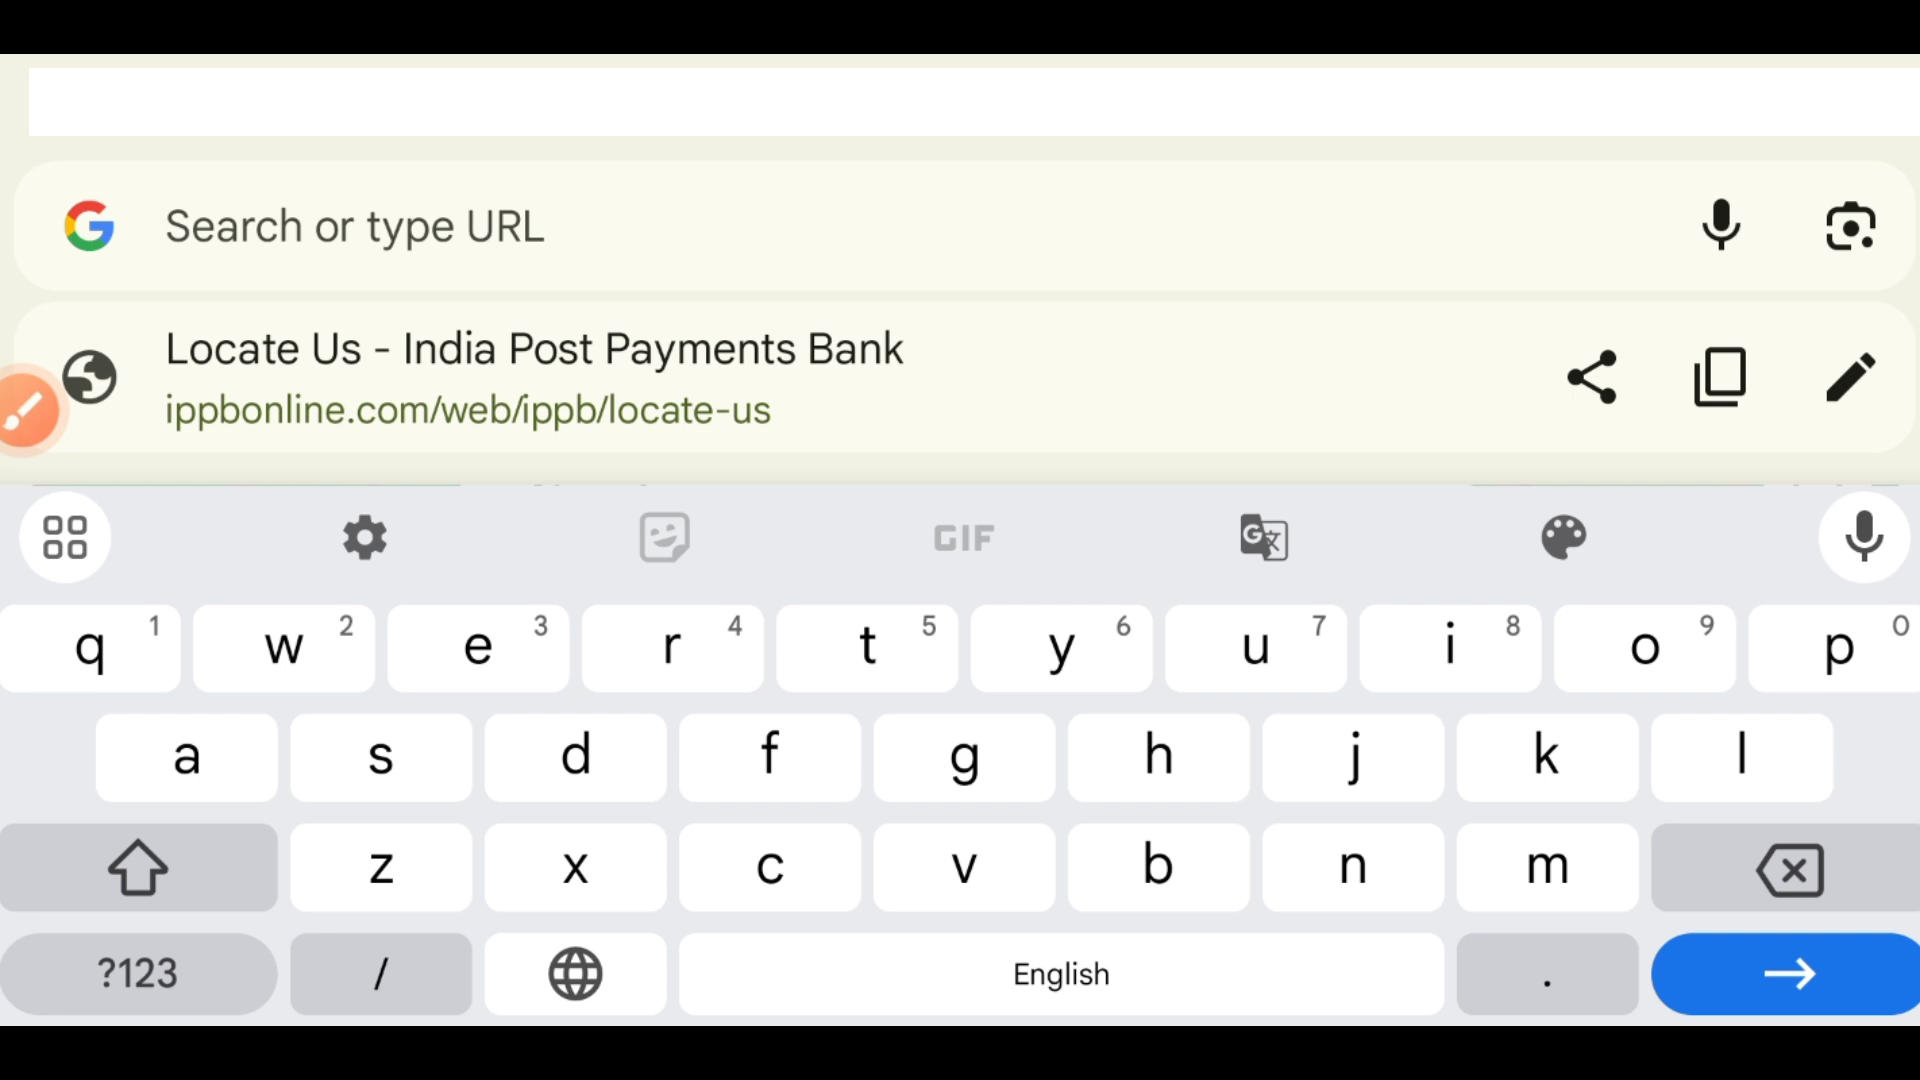 Search or type URL
Locate Us - India Post Payments Bank
ippbonline.com/web/ippb/locate-us
GIF
q 1 w 2 e 3 r 4 t 5 y 6 u 7 i 8 o 9 p 0
a s d f g h j k l
z x c v b n m
?123 / English .